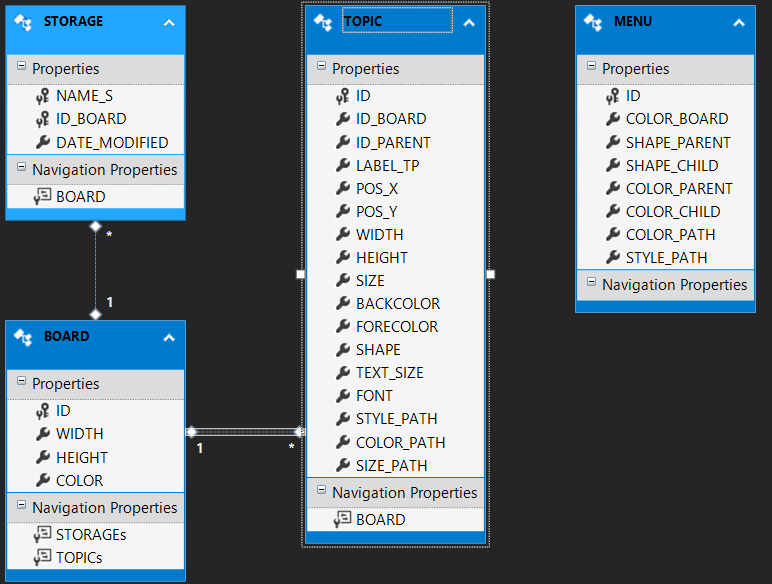 STORAGE
Properties
NAME_S
ID_BOARD
DATE_MODIFIED
Navigation Properties
BOARD
*
1
BOARD
Properties
ID
WIDTH
HEIGHT
COLOR
Navigation Properties
STORAGEs
TOPICs
1
*
TOPIC
Properties
ID
ID_BOARD
ID_PARENT
LABEL_TP
POS_X
POS_Y
WIDTH
HEIGHT
SIZE
BACKCOLOR
FORECOLOR
SHAPE
TEXT_SIZE
FONT
STYLE_PATH
COLOR_PATH
SIZE_PATH
Navigation Properties
BOARD
MENU
Properties
ID
COLOR_BOARD
SHAPE_PARENT
SHAPE_CHILD
COLOR_PARENT
COLOR_CHILD
COLOR_PATH
STYLE_PATH
Navigation Properties